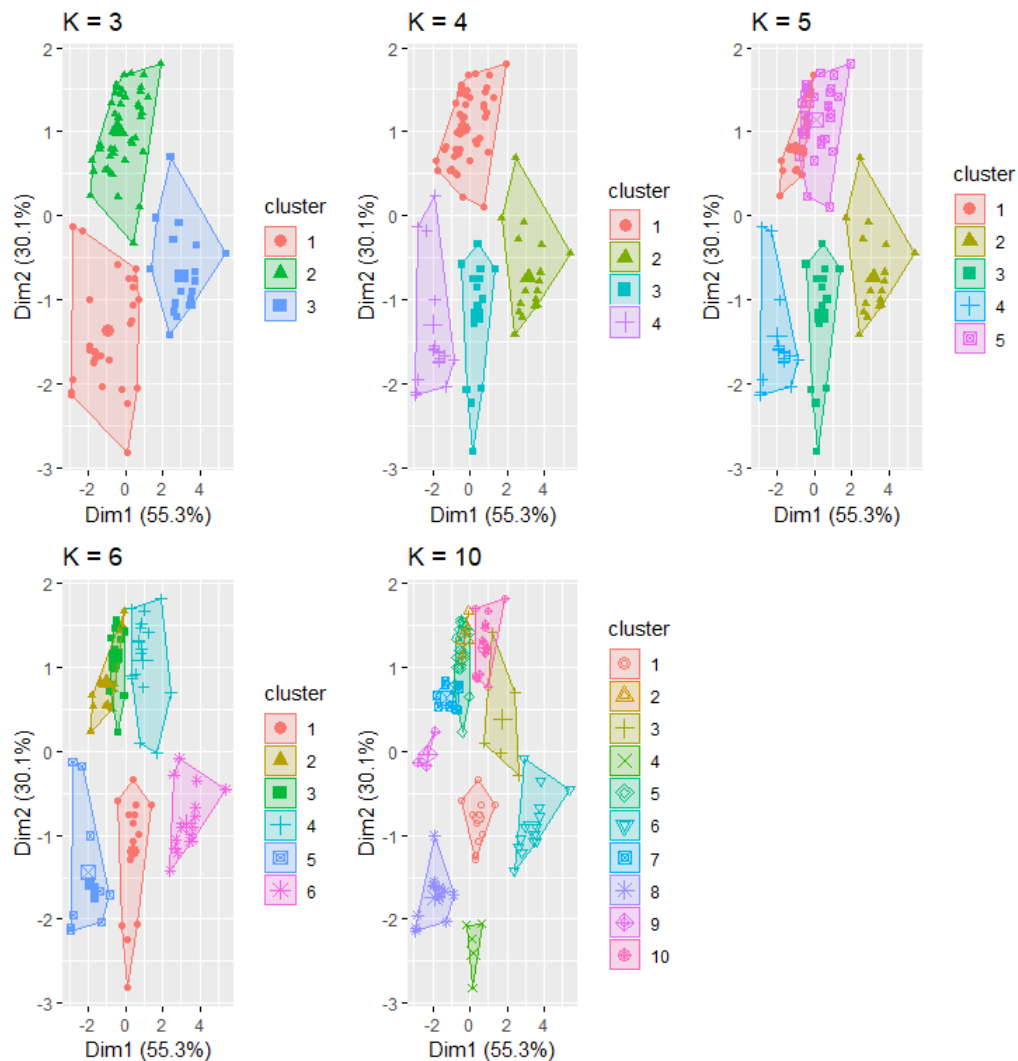 K = 3
2
1
0
-1
-2
-3
Dim2 (30.1%)
-2 0 2 4
Dim1 (55.3%)
cluster
1
2
3
K = 4
2
1
0
-1
-2
-3
Dim2 (30.1%)
-2 0 2 4
Dim1 (55.3%)
cluster
1
2
3
4
K = 5
2
1
0
-1
-2
-3
Dim2 (30.1%)
-2 0 2 4
Dim1 (55.3%)
cluster
1
2
3
4
5
K = 6
2
1
0
-1
-2
-3
Dim2 (30.1%)
-2 0 2 4
Dim1 (55.3%)
cluster
1
2
3
4
5
6
K = 10
2
1
0
-1
-2
-3
Dim2 (30.1%)
-2 0 2 4
Dim1 (55.3%)
cluster
1
2
3
4
5
6
7
8
9
10